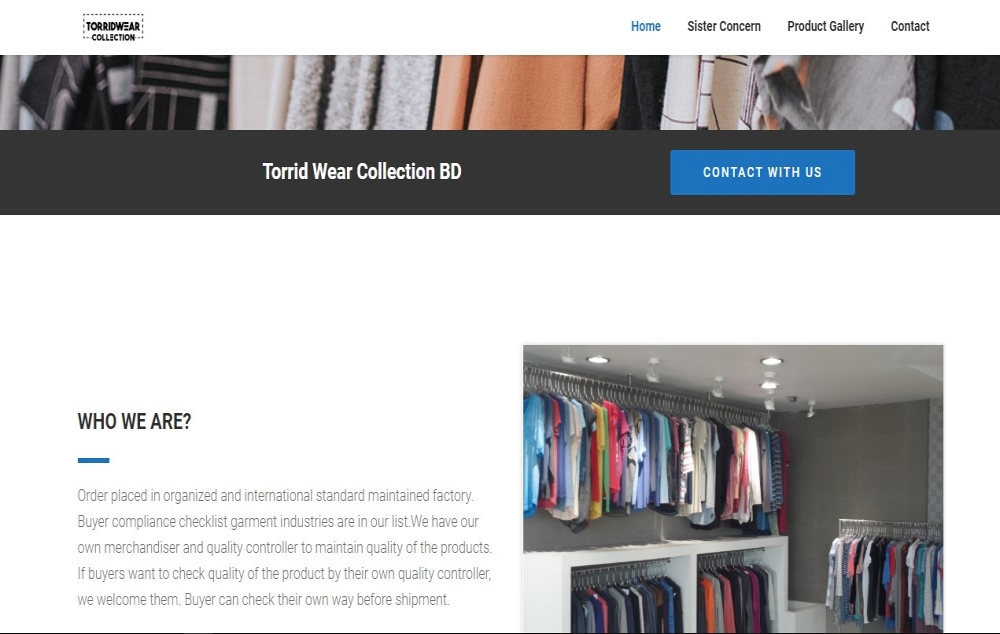 TORRIDWEAR
COLLECTION
Home Sister Concern Product Gallery Contact
Torrid Wear Collection BD
CONTACT WITH US
WHO WE ARE?
Order placed in organized and international standard maintained factory.
Buyer compliance checklist garment industries are in our list.We have our
own merchandiser and quality controller to maintain quality of the products.
If buyers want to check quality of the product by their own quality controller,
we welcome them. Buyer can check their own way before shipment.